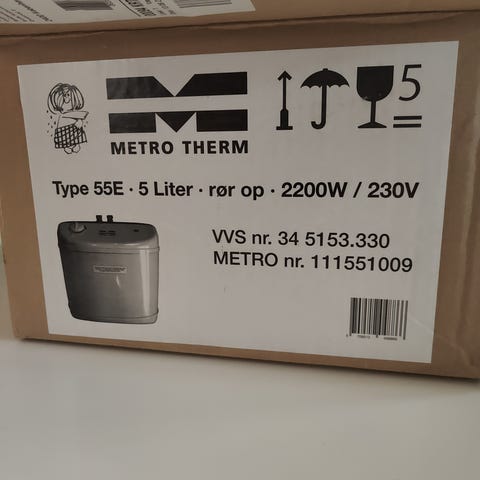 METRO THERM
5
Type 55E · 5 Liter · rør op · 2200W / 230V
VVS nr. 34 5153.330
METRO nr. 111551009